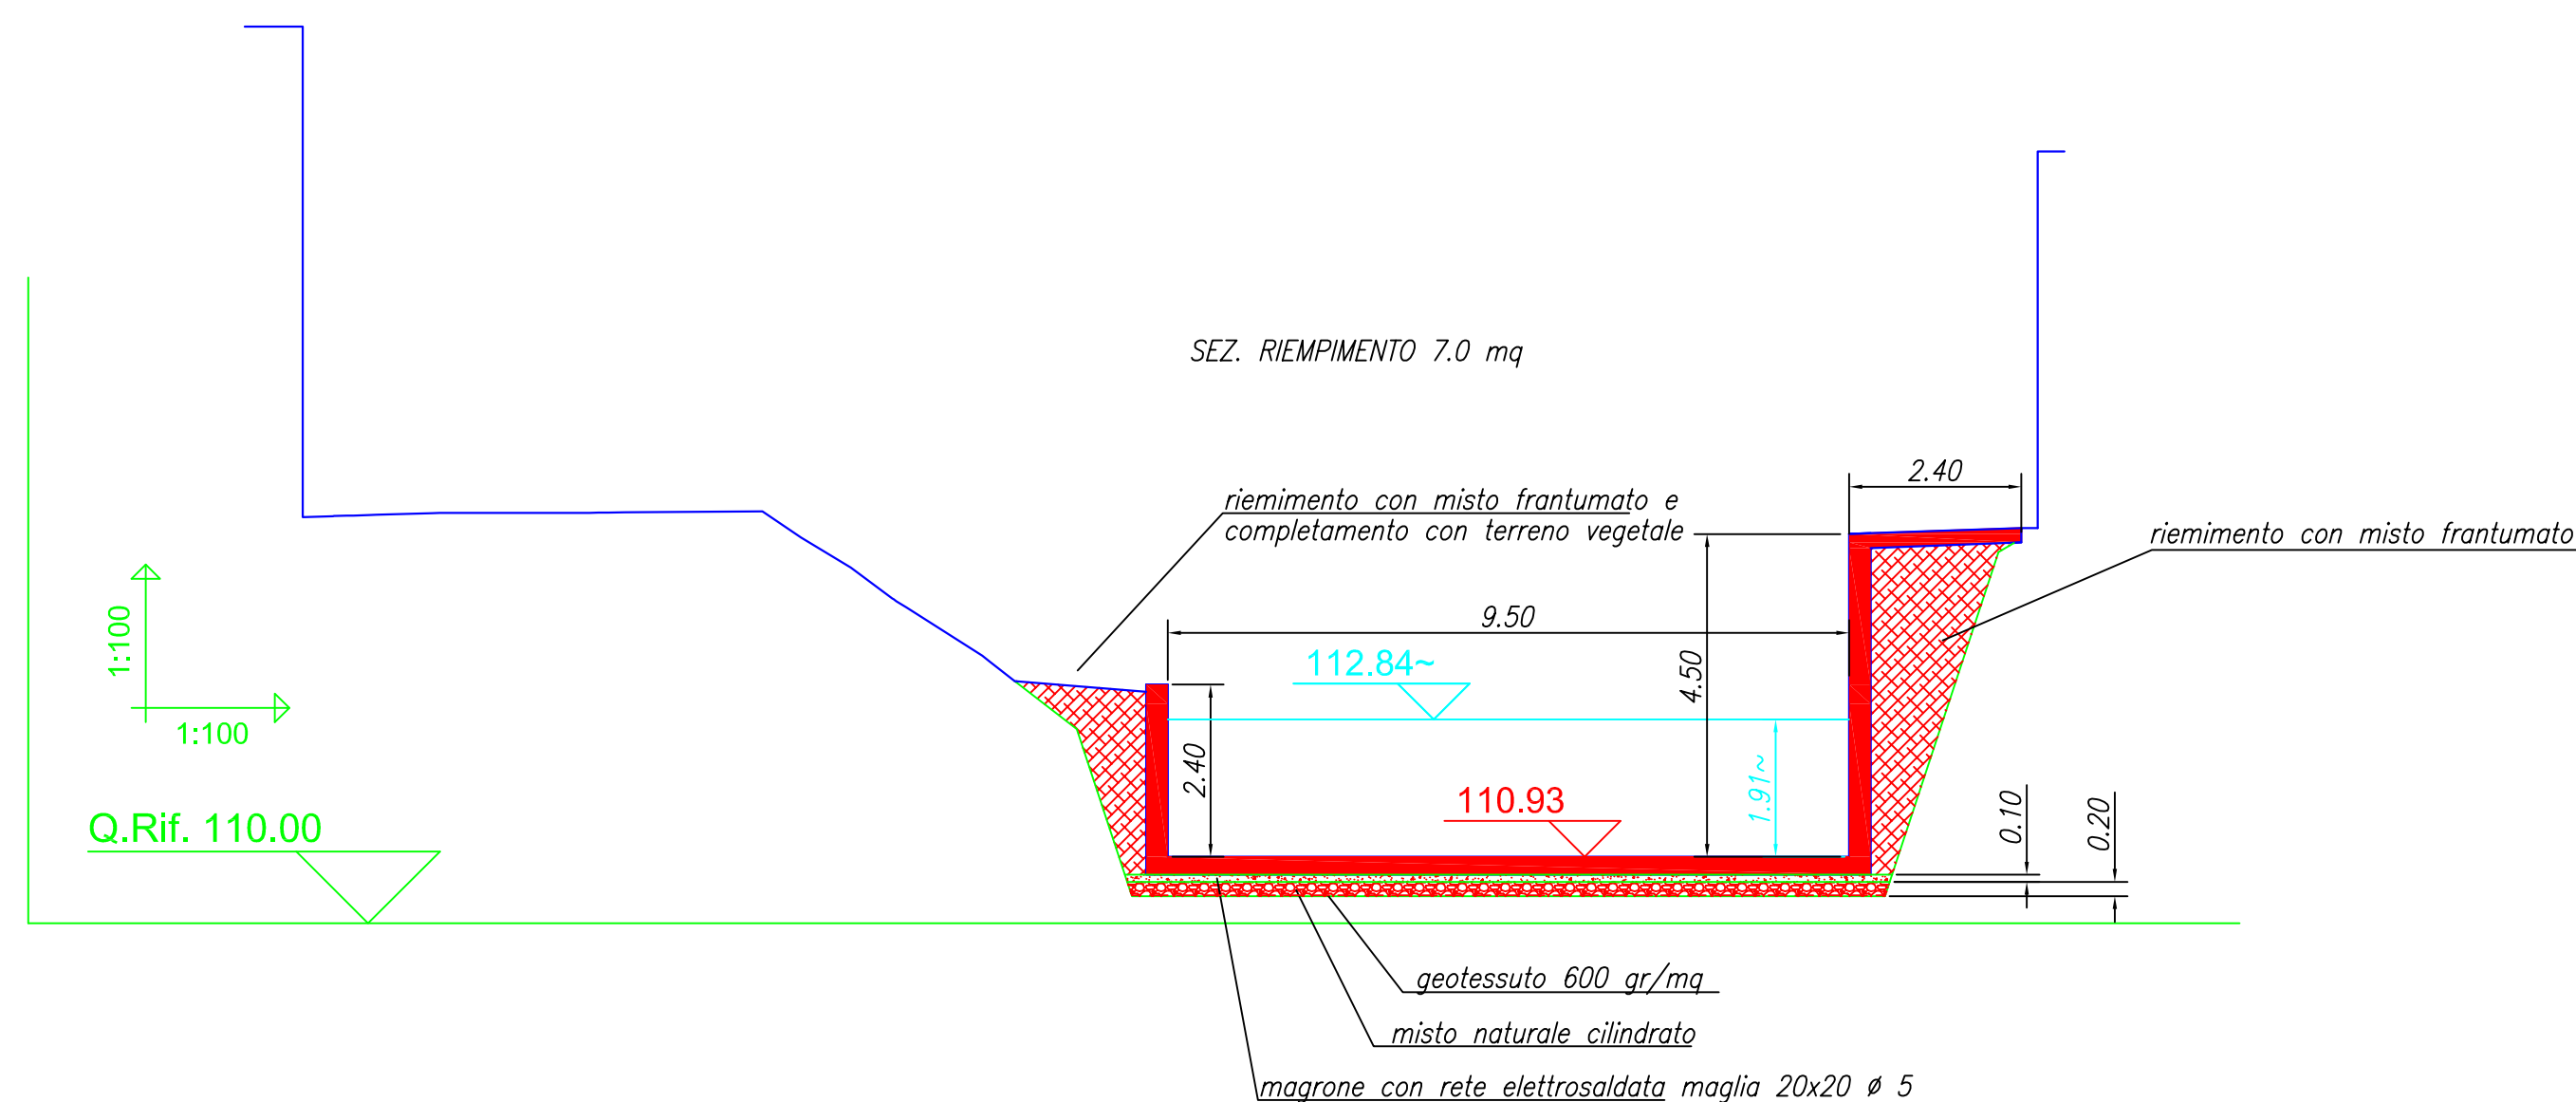 SEZ. RIEMPIMENTO 7.0 mq
2.40
riemimento con misto frantumato e
completamento con terreno vegetale
riemimento con misto frantumato
9.50
1:100
1:100
112.84~
4.50
2.40
1.91~
110.93
0.10
0.20
Q.Rif. 110.00
geotessuto 600 gr/mq
misto naturale cilindrato
magrone con rete elettrosaldata maglia 20x20 ø 5